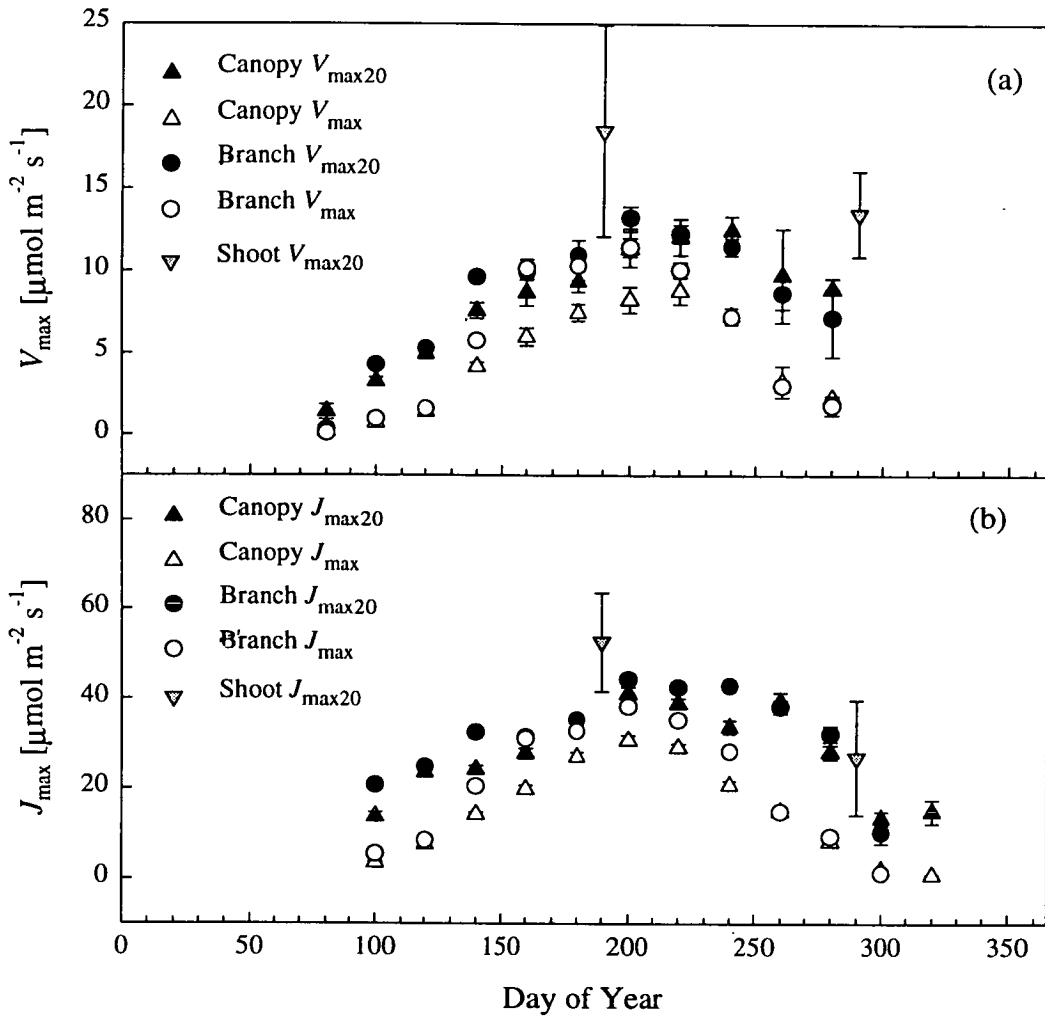 (a)
Canopy Vmax20
Canopy Vmax
Branch Vmax20
Branch Vmax
Shoot Vmax20
Vmax [μmol m-2 s-1]
25
20
15
10
5
0
(b)
Canopy Jmax20
Canopy Jmax
Branch Jmax20
Branch Jmax
Shoot Jmax20
Jmax [μmol m-2 s-1]
80
60
40
20
0
0 50 100 150 200 250 300 350
Day of Year